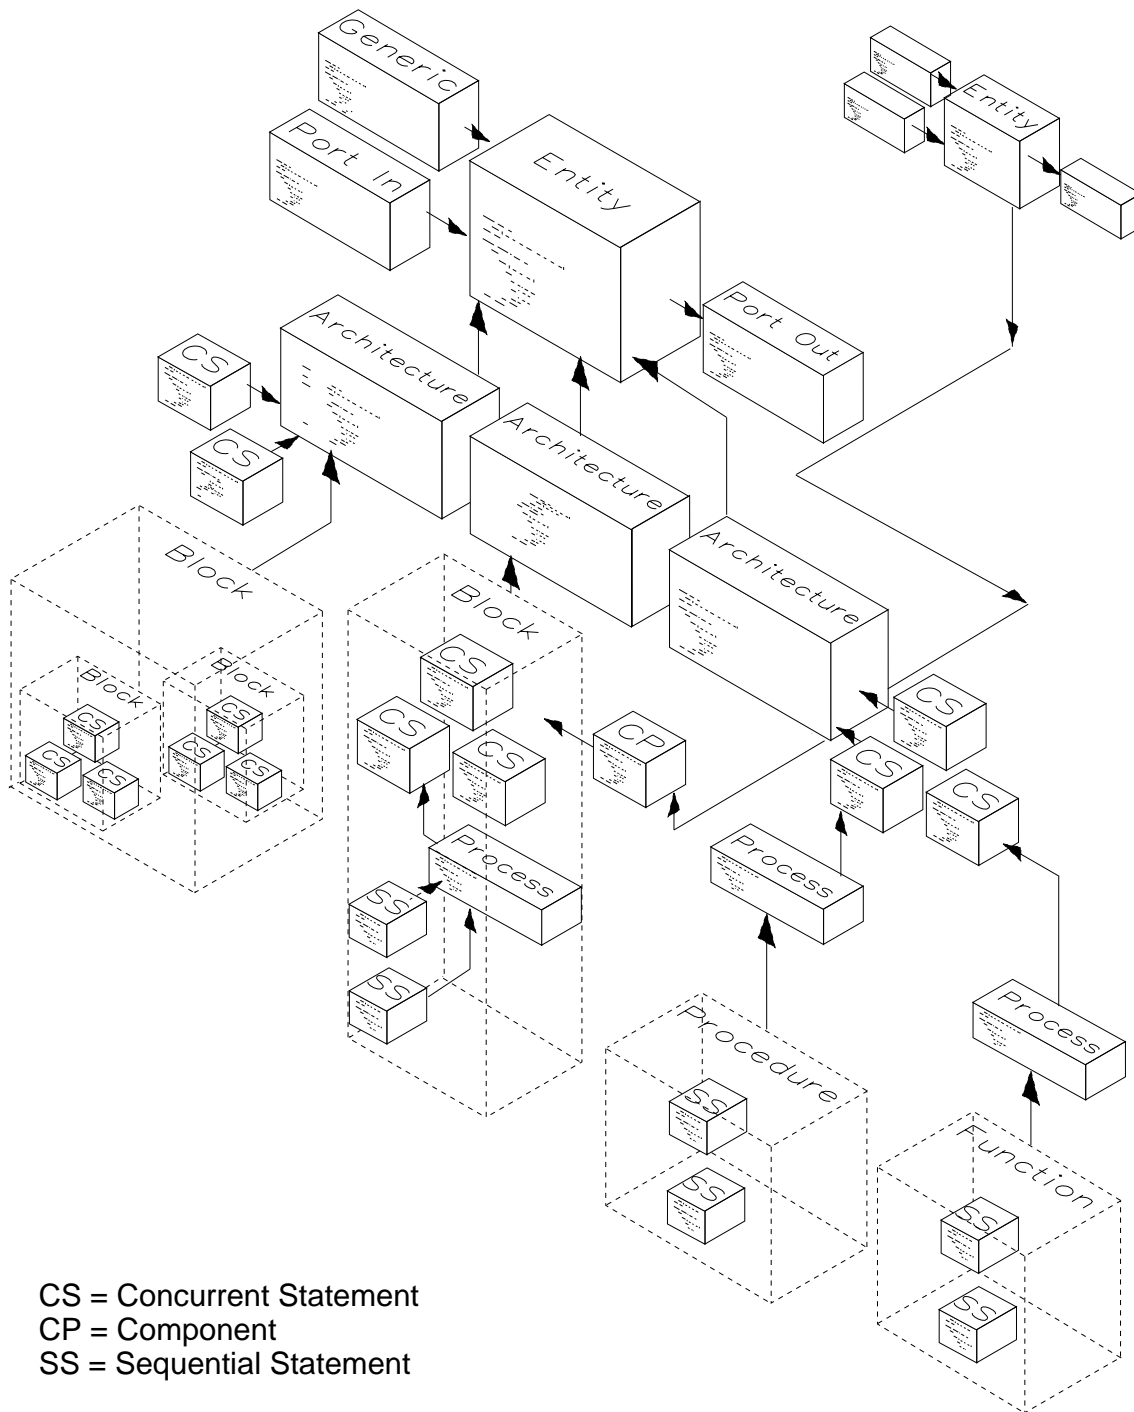 Generic
Port In
Entity
Entity
Port Out
Architecture
CS
CS
Architecture
Architecture
Block
Block
Block
Block
CS
CS
CS
CS
CS
CS
CS
CS
CS
CP
CS
CS
CS
Process
SS
SS
Process
Process
Procedure
SS
SS
Function
SS
SS
CS = Concurrent Statement
CP = Component
SS = Sequential Statement